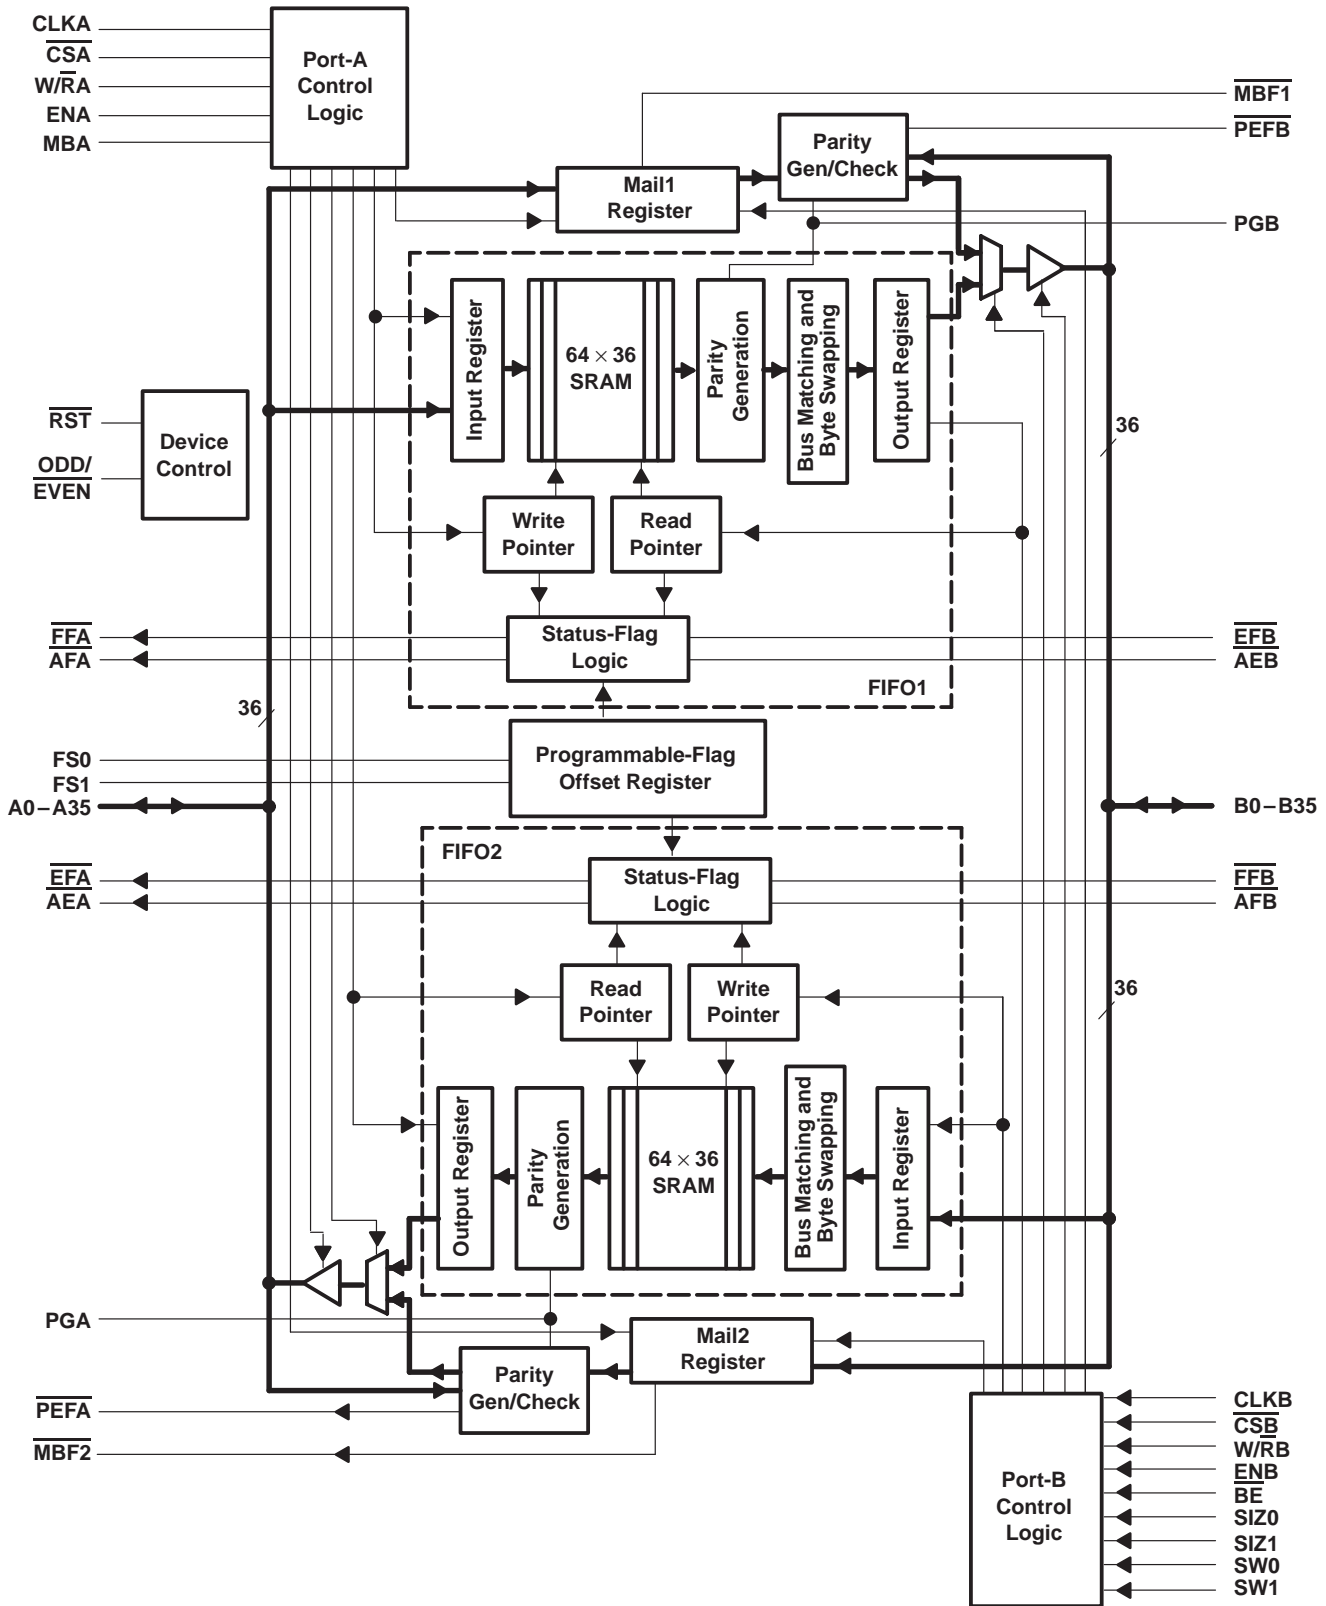 CLKA
CSA
W/RA
ENA
MBA
Port-A
Control
Logic
MBF1
PEFB
PGB
Parity
Gen/Check
Mail1
Register
Input Register
64 × 36
SRAM
Parity
Generation
Bus Matching and
Byte Swapping
Output Register
36
RST
ODD/
EVEN
Device
Control
Write
Pointer
Read
Pointer
FFA
AFA
Status-Flag
Logic
EFB
AEB
FIFO1
36
FS0
FS1
A0–A35
Programmable-Flag
Offset Register
B0–B35
FIFO2
EFA
AEA
Status-Flag
Logic
FFB
AFB
Read
Pointer
Write
Pointer
36
Output Register
Parity
Generation
64 × 36
SRAM
Bus Matching and
Byte Swapping
Input Register
PGA
Mail2
Register
Parity
Gen/Check
PEFA
MBF2
Port-B
Control
Logic
CLKB
CSB
W/RB
ENB
BE
SIZ0
SIZ1
SW0
SW1